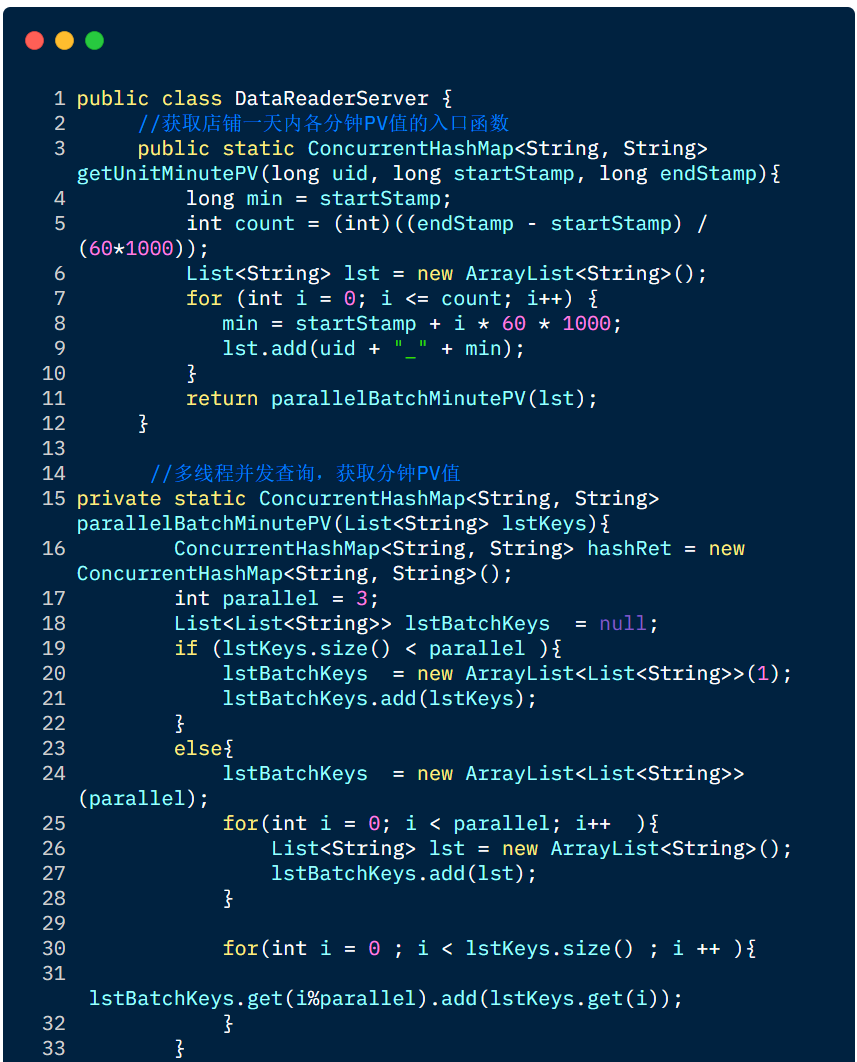 1 public class DataReaderServer {
2 //获取店铺一天内各分钟PV值的入口函数
3 public static ConcurrentHashMap<String, String>
getUnitMinutePV(long uid, long startStamp, long endStamp){
4 long min = startStamp;
5 int count = (int)((endStamp - startStamp) /
(60*1000));
6 List<String> lst = new ArrayList<String>();
7 for (int i = 0; i <= count; i++) {
8 min = startStamp + i * 60 * 1000;
9 lst.add(uid + "_" + min);
10 }
11 return parallelBatchMinutePV(lst);
12 }
13
14 //多线程并发查询，获取分钟PV值
15 private static ConcurrentHashMap<String, String>
parallelBatchMinutePV(List<String> lstKeys){
16 ConcurrentHashMap<String, String> hashRet = new
ConcurrentHashMap<String, String>();
17 int parallel = 3;
18 List<List<String>> lstBatchKeys  = null;
19 if (lstKeys.size() < parallel ){
20 lstBatchKeys  = new ArrayList<List<String>>(1);
21 lstBatchKeys.add(lstKeys);
22 }
23 else{
24 lstBatchKeys  = new ArrayList<List<String>>
(parallel);
25 for(int i = 0; i < parallel; i++  ){
26 List<String> lst = new ArrayList<String>();
27 lstBatchKeys.add(lst);
28 }
29
30 for(int i = 0 ; i < lstKeys.size() ; i ++ ){
31
lstBatchKeys.get(i%parallel).add(lstKeys.get(i));
32 }
33 }